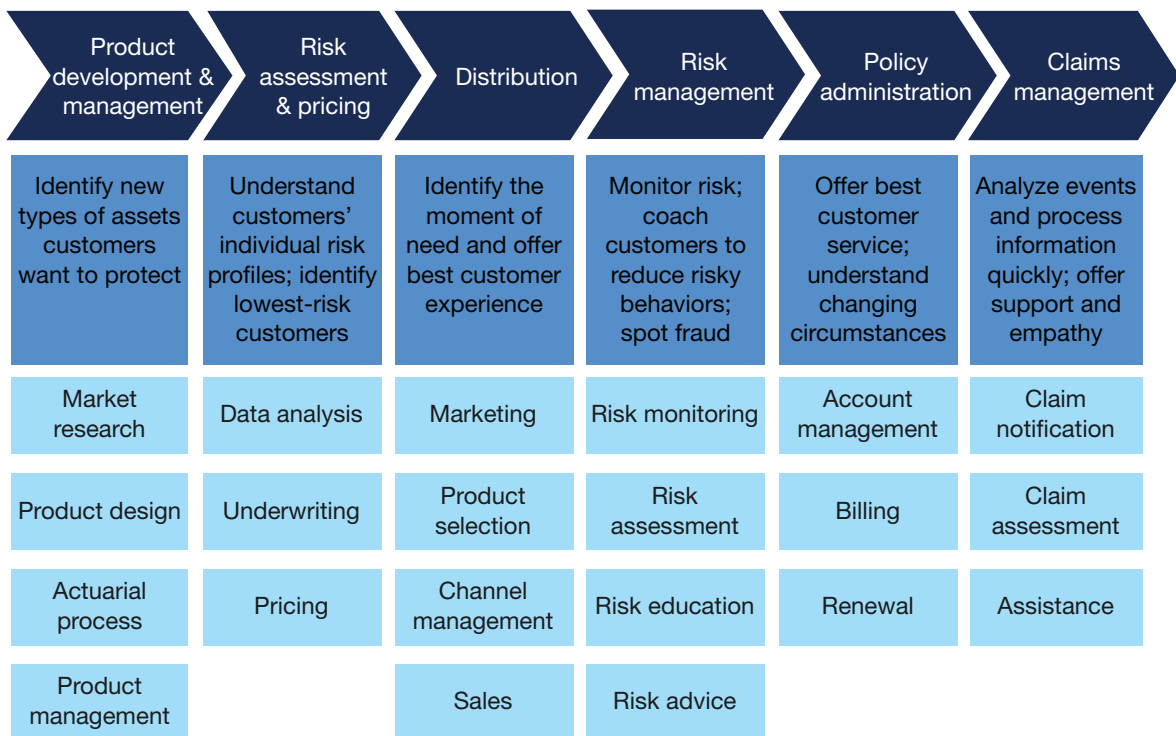 Product
development &
management
Risk
assessment
& pricing
Distribution
Risk
management
Policy
administration
Claims
management
Identify new
types of assets
customers
want to protect
Understand
customers’
individual risk
profiles; identify
lowest-risk
customers
Identify the
moment of
need and offer
best customer
experience
Monitor risk;
coach
customers to
reduce risky
behaviors;
spot fraud
Offer best
customer
service;
understand
changing
circumstances
Analyze events
and process
information
quickly; offer
support and
empathy
Market
research
Data analysis
Marketing
Risk monitoring
Account
management
Claim
notification
Product design
Underwriting
Product
selection
Risk
assessment
Billing
Claim
assessment
Actuarial
process
Pricing
Channel
management
Risk education
Renewal
Assistance
Product
management
Sales
Risk advice